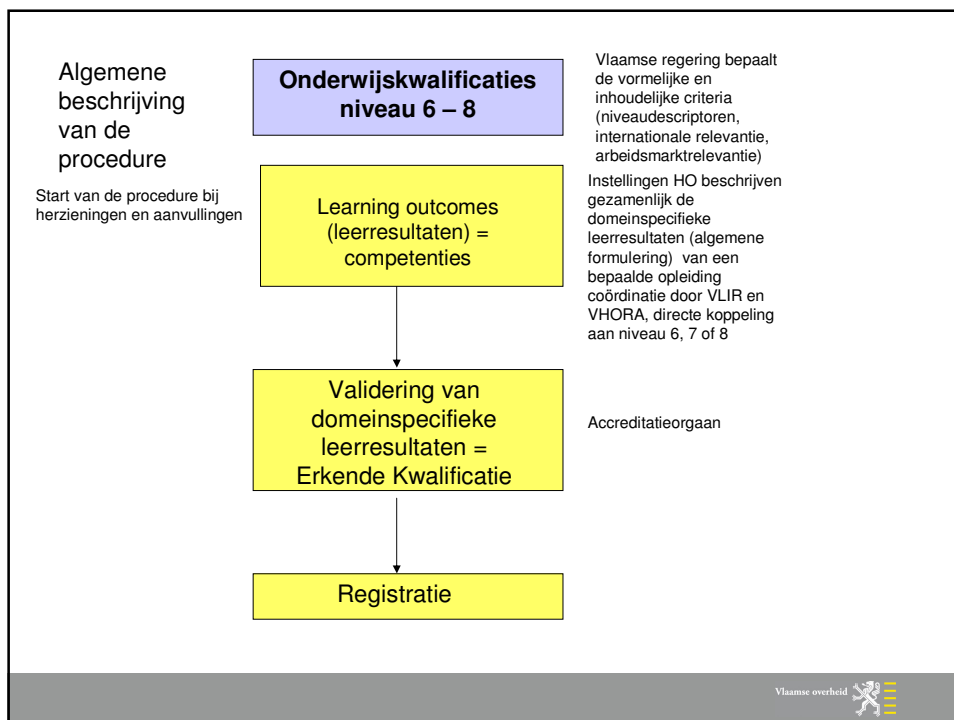 Algemene
beschrijving
van de
procedure
Onderwijskwalificaties
niveau 6 – 8
Vlaamse regering bepaalt
de vormelijke en
inhoudelijke criteria
(niveaudescriptoren,
internationale relevantie,
arbeidsmarktrelevantie)
Start van de procedure bij
herzieningen en aanvullingen
Learning outcomes
(leerresultaten) =
competenties
Instellingen HO beschrijven
gezamenlijk de
domeinspecifieke
leerresultaten (algemene
formulering) van een
bepaalde opleiding
coördinatie door VLIR en
VHORA, directe koppeling
aan niveau 6, 7 of 8
Validering van
domeinspecifieke
leerresultaten =
Erkende Kwalificatie
Accreditatieorgaan
Registratie
Vlaamse overheid